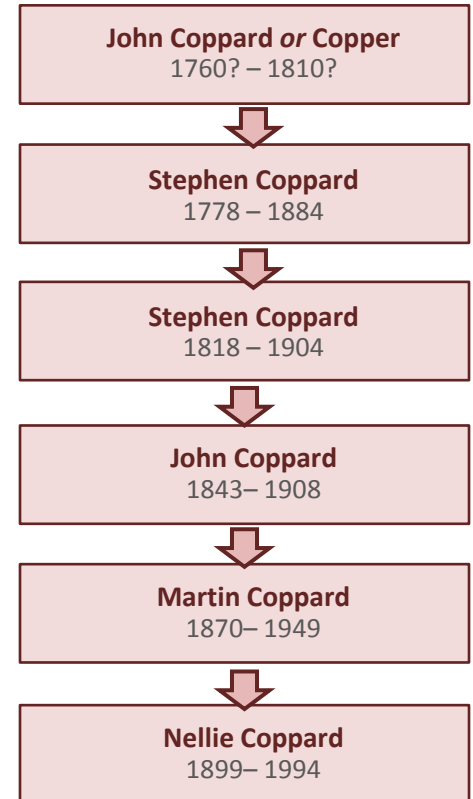 John Coppard or Copper
1760? – 1810?
Stephen Coppard
1778 – 1884
Stephen Coppard
1818 – 1904
John Coppard
1843– 1908
Martin Coppard
1870– 1949
Nellie Coppard
1899– 1994